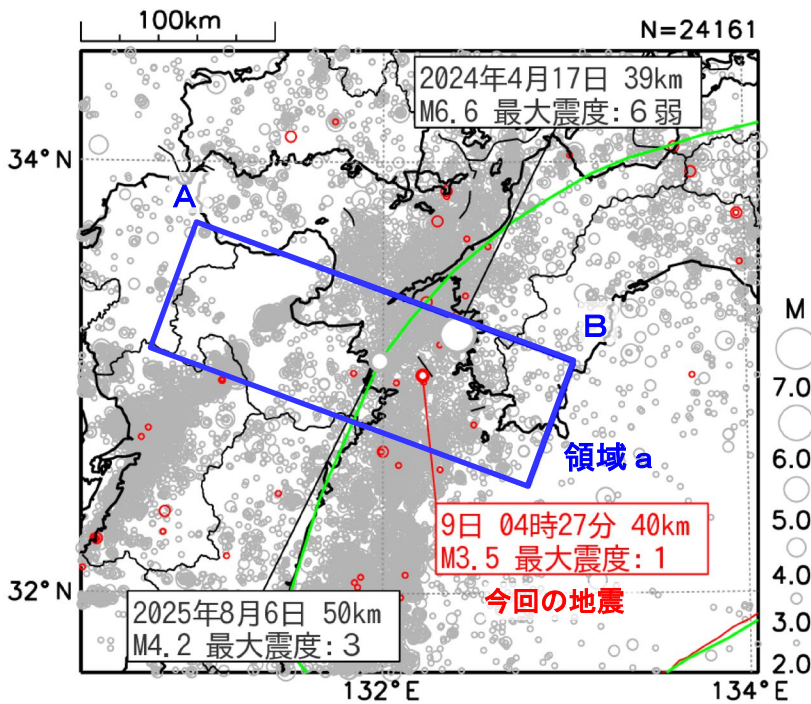 100km
N=24161
2024年4月17日 39km
M6.6 最大震度:6弱
34°N
A
B
M
7.0
6.0
5.0
4.0
3.0
2.0
領域a
9日 04時27分 40km
M3.5 最大震度:1
今回の地震
32°N
2025年8月6日 50km
M4.2 最大震度:3
132°E
134°E